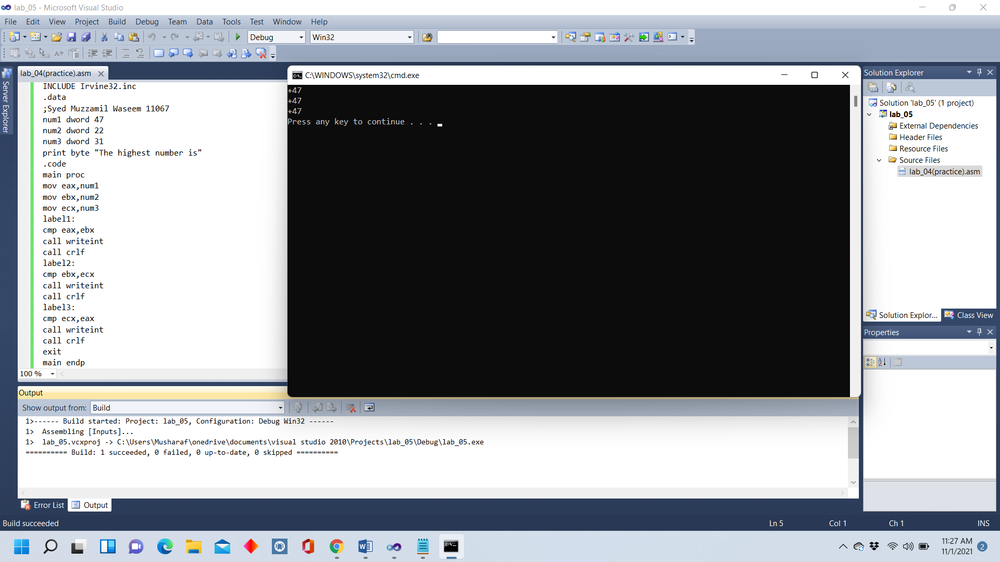 lab_05 - Microsoft Visual Studio
File Edit View Project Build Debug Team Data Tools Test Window Help
Debug Win32
Server Explorer
lab_04(practice).asm
INCLUDE Irvine32.inc
.data
;Syed Muzzamil Waseem 11067
num1 dword 47
num2 dword 22
num3 dword 31
print byte "The highest number is"
.code
main proc
mov eax,num1
mov ebx,num2
mov ecx,num3
label1:
cmp eax,ebx
call writeint
call crlf
label2:
cmp ebx,ecx
call writeint
call crlf
label3:
cmp ecx,eax
call writeint
call crlf
exit
main endp
100 %
C:\WINDOWS\system32\cmd.exe
+47
+47
+47
Press any key to continue . . .
Solution Explorer
Solution 'lab_05' (1 project)
lab_05
External Dependencies
Header Files
Resource Files
Source Files
lab_04(practice).asm
Solution Explor... Class View
Properties
Output
Show output from: Build
1>------ Build started: Project: lab_05, Configuration: Debug Win32 ------
1>  Assembling [Inputs]...
1>  lab_05.vcxproj -> C:\Users\Musharaf\onedrive\documents\visual studio 2010\Projects\lab_05\Debug\lab_05.exe
========== Build: 1 succeeded, 0 failed, 0 up-to-date, 0 skipped ==========
Error List Output
Build succeeded Ln 5 Col 1 Ch 1 INS
11:27 AM
11/1/2021
2